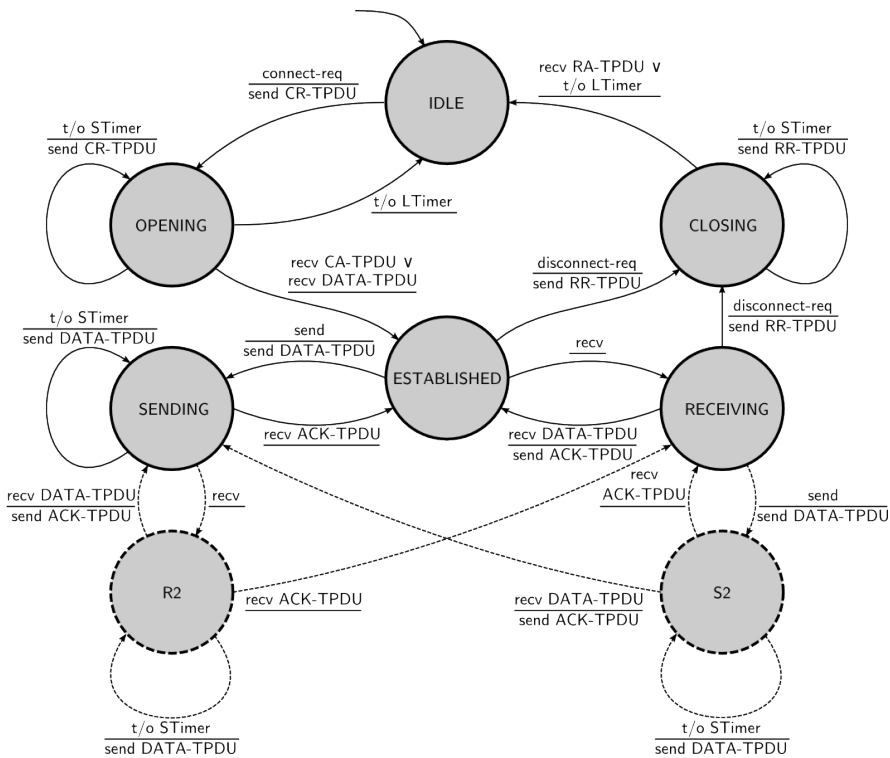 connect-req
send CR-TPDU
IDLE
recv RA-TPDU ∨
t/o LTimer
t/o STimer
send CR-TPDU
t/o STimer
send RR-TPDU
OPENING
t/o LTimer
CLOSING
recv CA-TPDU ∨
recv DATA-TPDU
disconnect-req
send RR-TPDU
disconnect-req
send RR-TPDU
t/o STimer
send DATA-TPDU
send
send DATA-TPDU
recv
ESTABLISHED
SENDING
RECEIVING
recv ACK-TPDU
recv DATA-TPDU
send ACK-TPDU
recv DATA-TPDU
send ACK-TPDU
recv
recv
ACK-TPDU
send
send DATA-TPDU
R2
recv ACK-TPDU
recv DATA-TPDU
send ACK-TPDU
S2
t/o STimer
send DATA-TPDU
t/o STimer
send DATA-TPDU